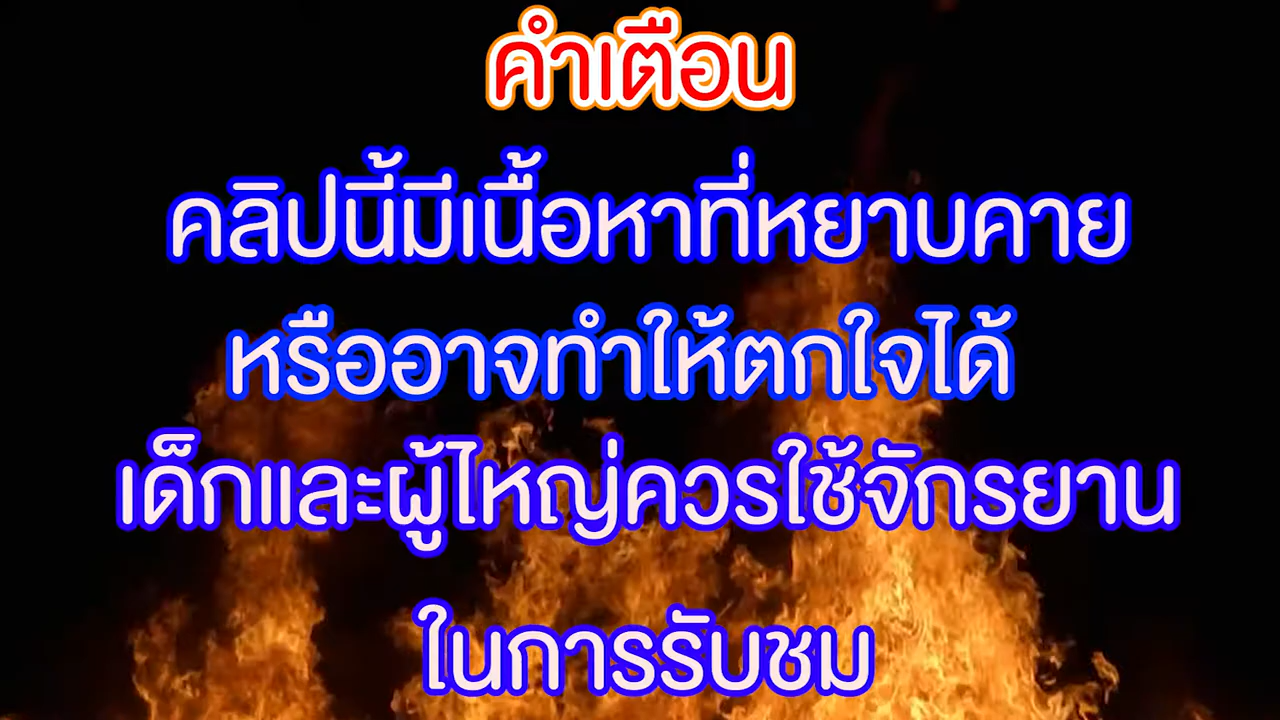 คำเตือน
คลิปนี้มีเนื้อหาที่หยาบคาย
หรืออาจทำให้ตกใจได้
เด็กและผู้ใหญ่ควรใช้จักรยาน
ในการรับชม